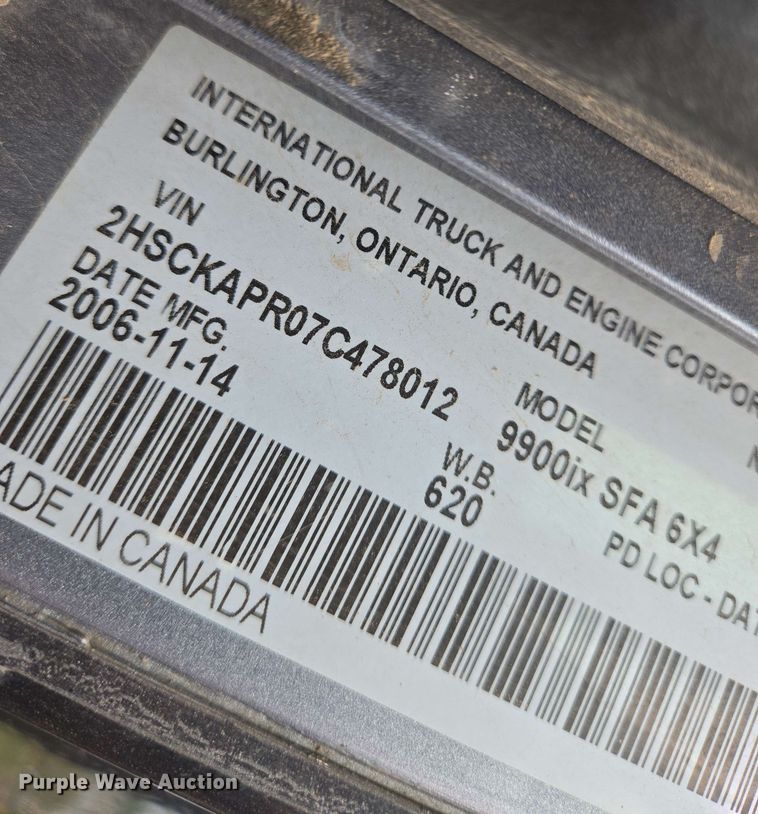 INTERNATIONAL TRUCK AND ENGINE CORPOR
BURLINGTON, ONTARIO, CANADA
VIN
2HSCKAPR07C478012
MODEL
9900ix SFA 6X4
DATE MFG.
2006-11-14
W.B.
620
PD LOC - DAT
ADE IN CANADA
Purple Wave Auction